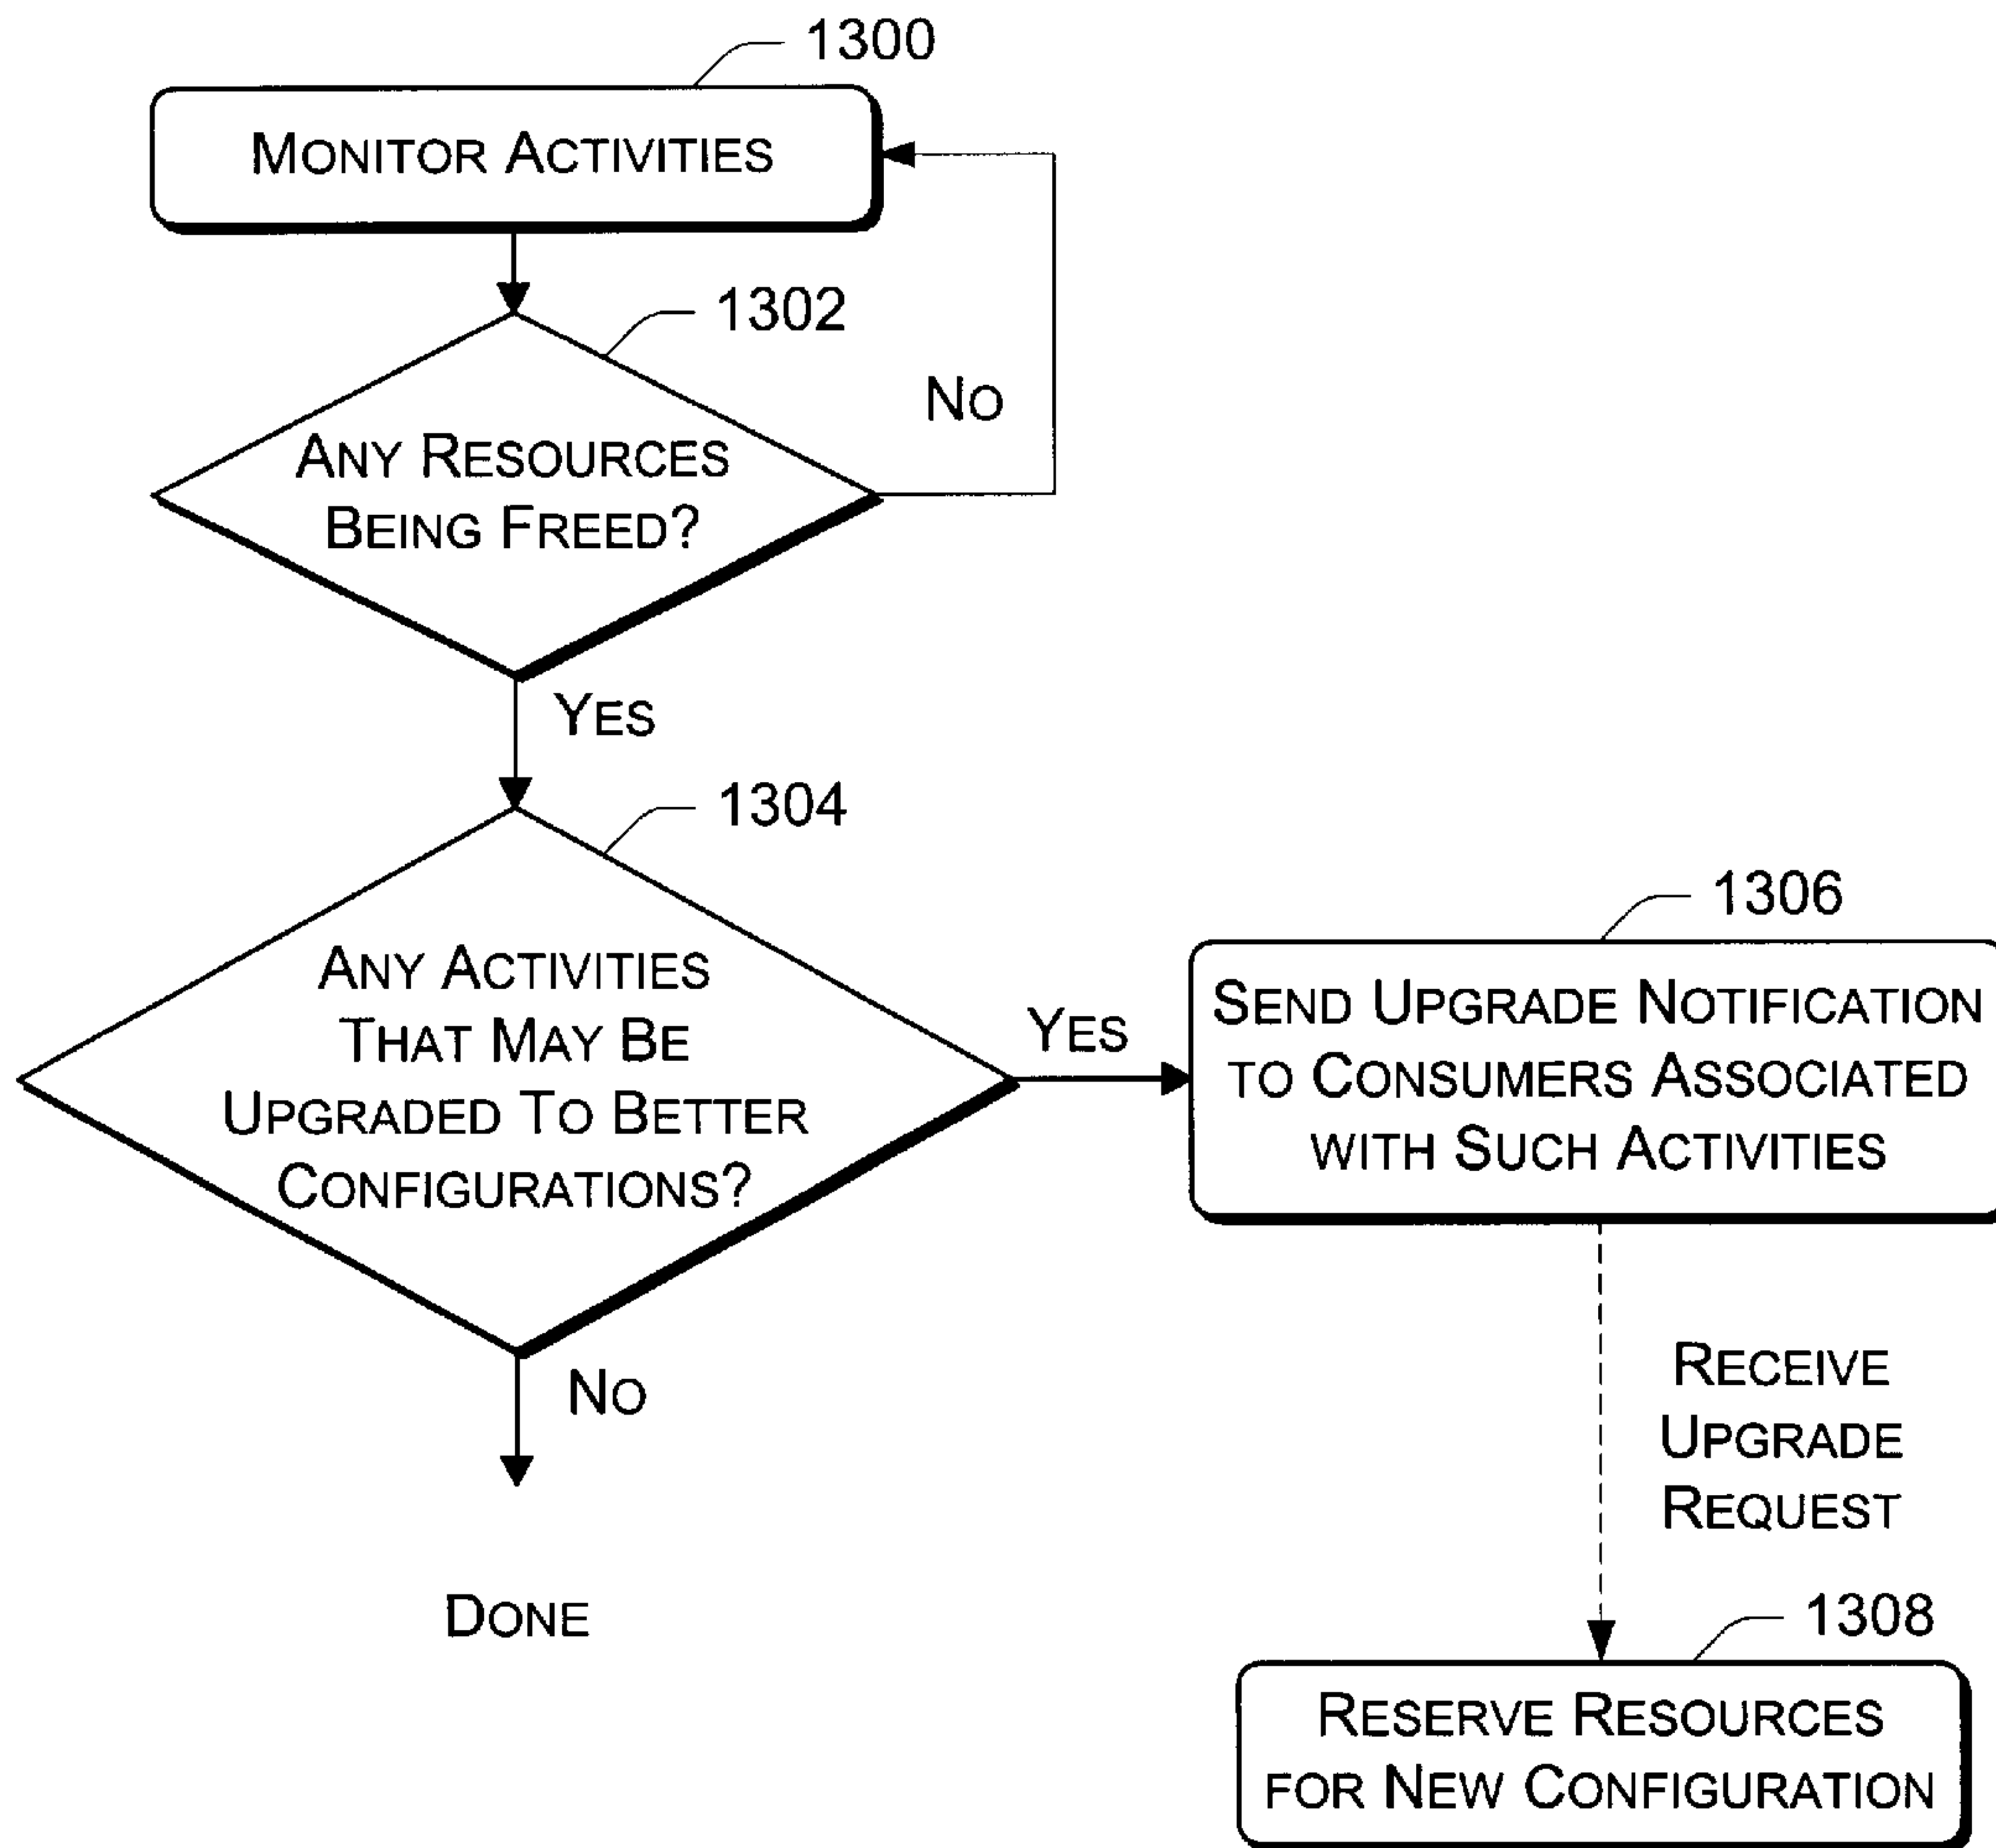 1300
MONITOR ACTIVITIES
1302
NO
ANY RESOURCES
BEING FREED?
YES
1304
ANY ACTIVITIES
THAT MAY BE
UPGRADED TO BETTER
CONFIGURATIONS?
YES
1306
SEND UPGRADE NOTIFICATION
TO CONSUMERS ASSOCIATED
WITH SUCH ACTIVITIES
NO
DONE
RECEIVE
UPGRADE
REQUEST
1308
RESERVE RESOURCES
FOR NEW CONFIGURATION